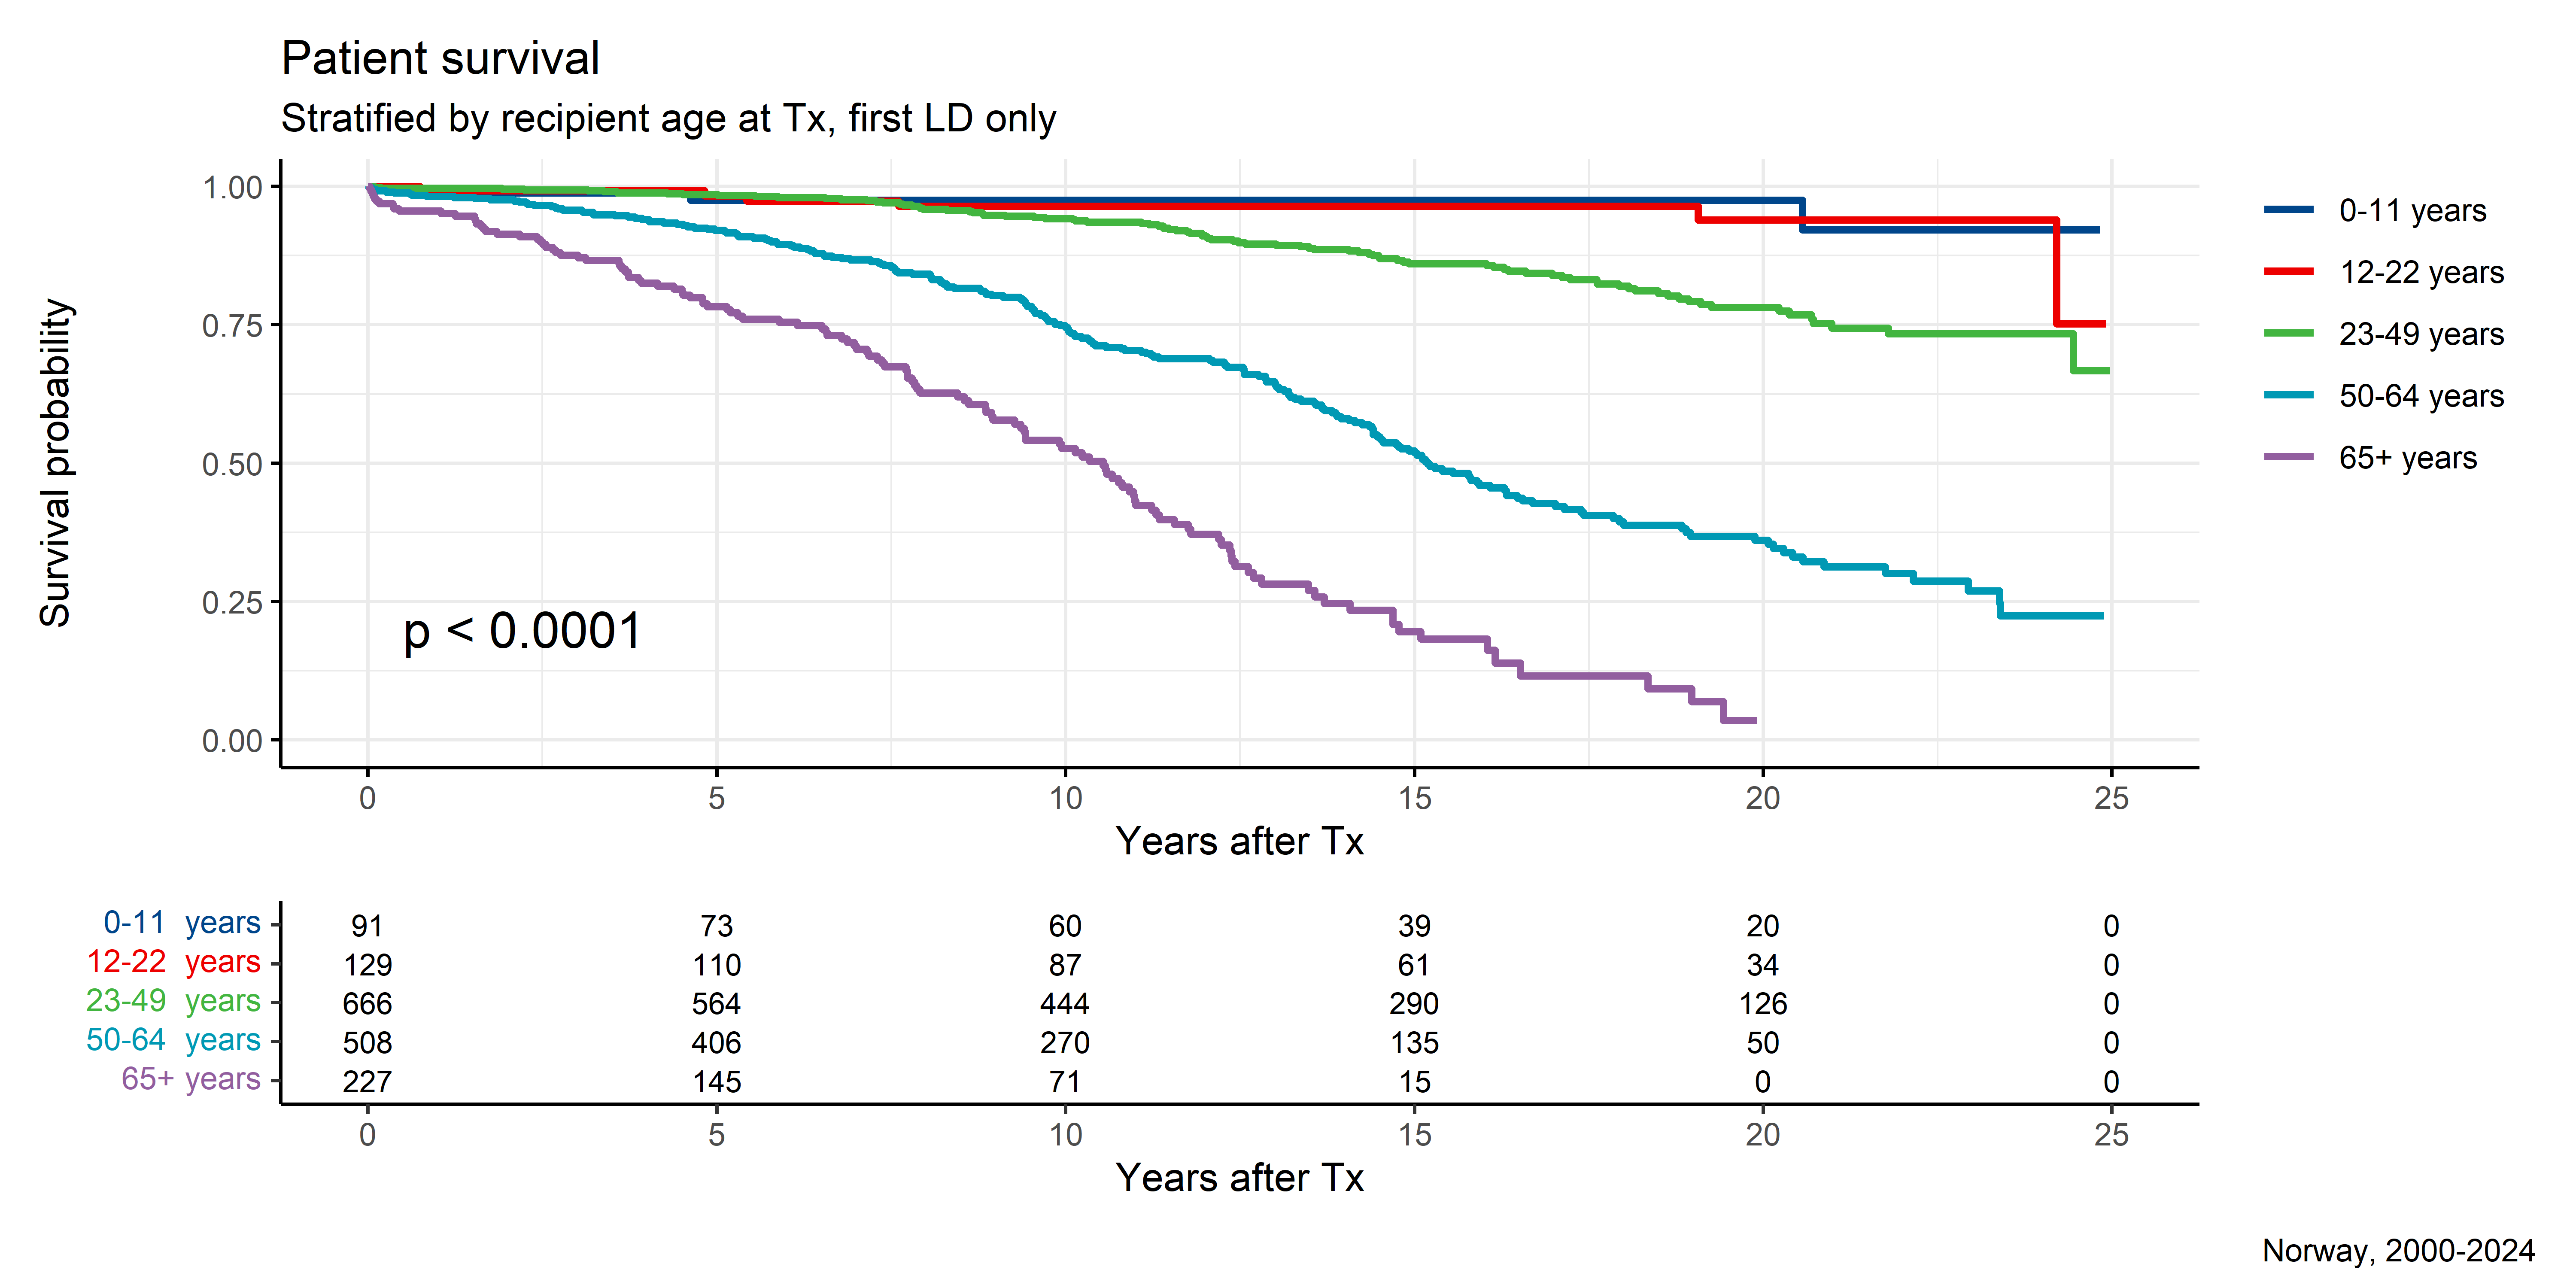 Patient survival
Stratified by recipient age at Tx, first LD only
Survival probability
1.00
0.75
0.50
0.25
0.00
p < 0.0001
0 5 10 15 20 25
Years after Tx
0-11 years
12-22 years
23-49 years
50-64 years
65+ years
0-11 years 91 73 60 39 20 0
12-22 years 129 110 87 61 34 0
23-49 years 666 564 444 290 126 0
50-64 years 508 406 270 135 50 0
65+ years 227 145 71 15 0 0
0 5 10 15 20 25
Years after Tx
Norway, 2000-2024